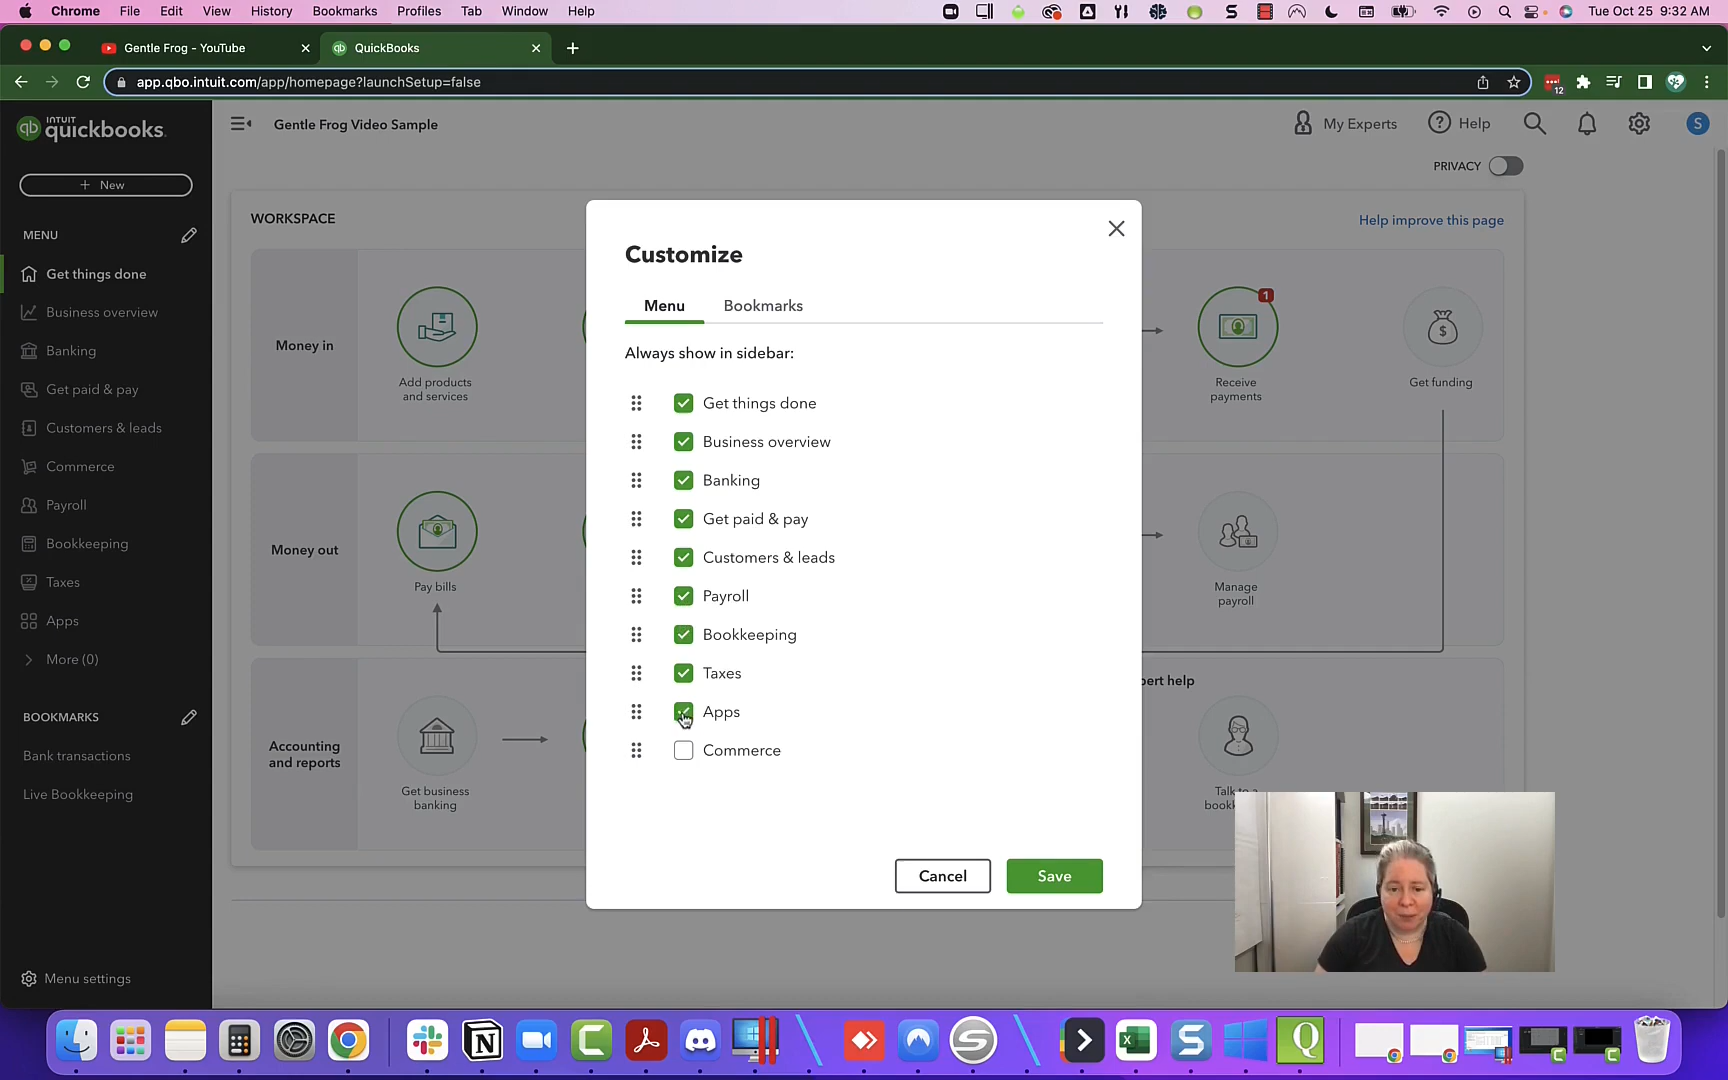 Chrome File Edit View History Bookmarks Profiles Tab Window Help
Tue Oct 25 9:32 AM
Gentle Frog - YouTube
QuickBooks
app.qbo.intuit.com/app/homepage?launchSetup=false
12
INTUIT
quickbooks.
qb
Gentle Frog Video Sample
My Experts
Help
S
+ New
PRIVACY
MENU
Get things done
Business overview
Banking
Get paid & pay
Customers & leads
Commerce
Payroll
Bookkeeping
Taxes
Apps
More (0)
BOOKMARKS
Bank transactions
Live Bookkeeping
Menu settings
WORKSPACE
Help improve this page
Money in
Add products
and services
1
Receive
payments
$
Get funding
Money out
Pay bills
Manage
payroll
Accounting
and reports
Get business
banking
pert help
Talk to a
Customize
Menu
Bookmarks
Always show in sidebar:
Get things done
Business overview
Banking
Get paid & pay
Customers & leads
Payroll
Bookkeeping
Taxes
Apps
Commerce
Cancel
Save